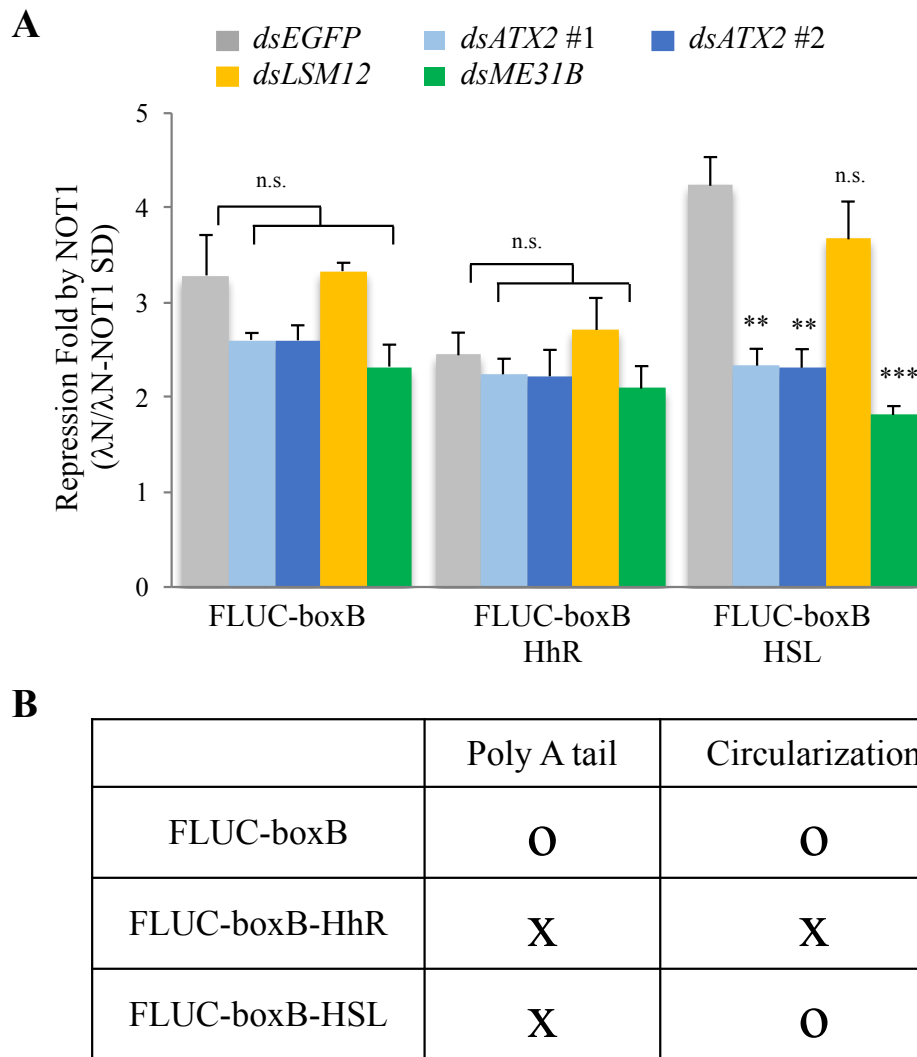 A
dsEGFP dsATX2 #1 dsATX2 #2
dsLSM12 dsME31B
Repression Fold by NOT1
(λN/λN-NOT1 SD)
5
4
3
2
1
0
n.s.
n.s.
n.s.
** ** ***
FLUC-boxB
FLUC-boxB
HhR
FLUC-boxB
HSL
B
Poly A tail Circularization
FLUC-boxB o o
FLUC-boxB-HhR x x
FLUC-boxB-HSL x o